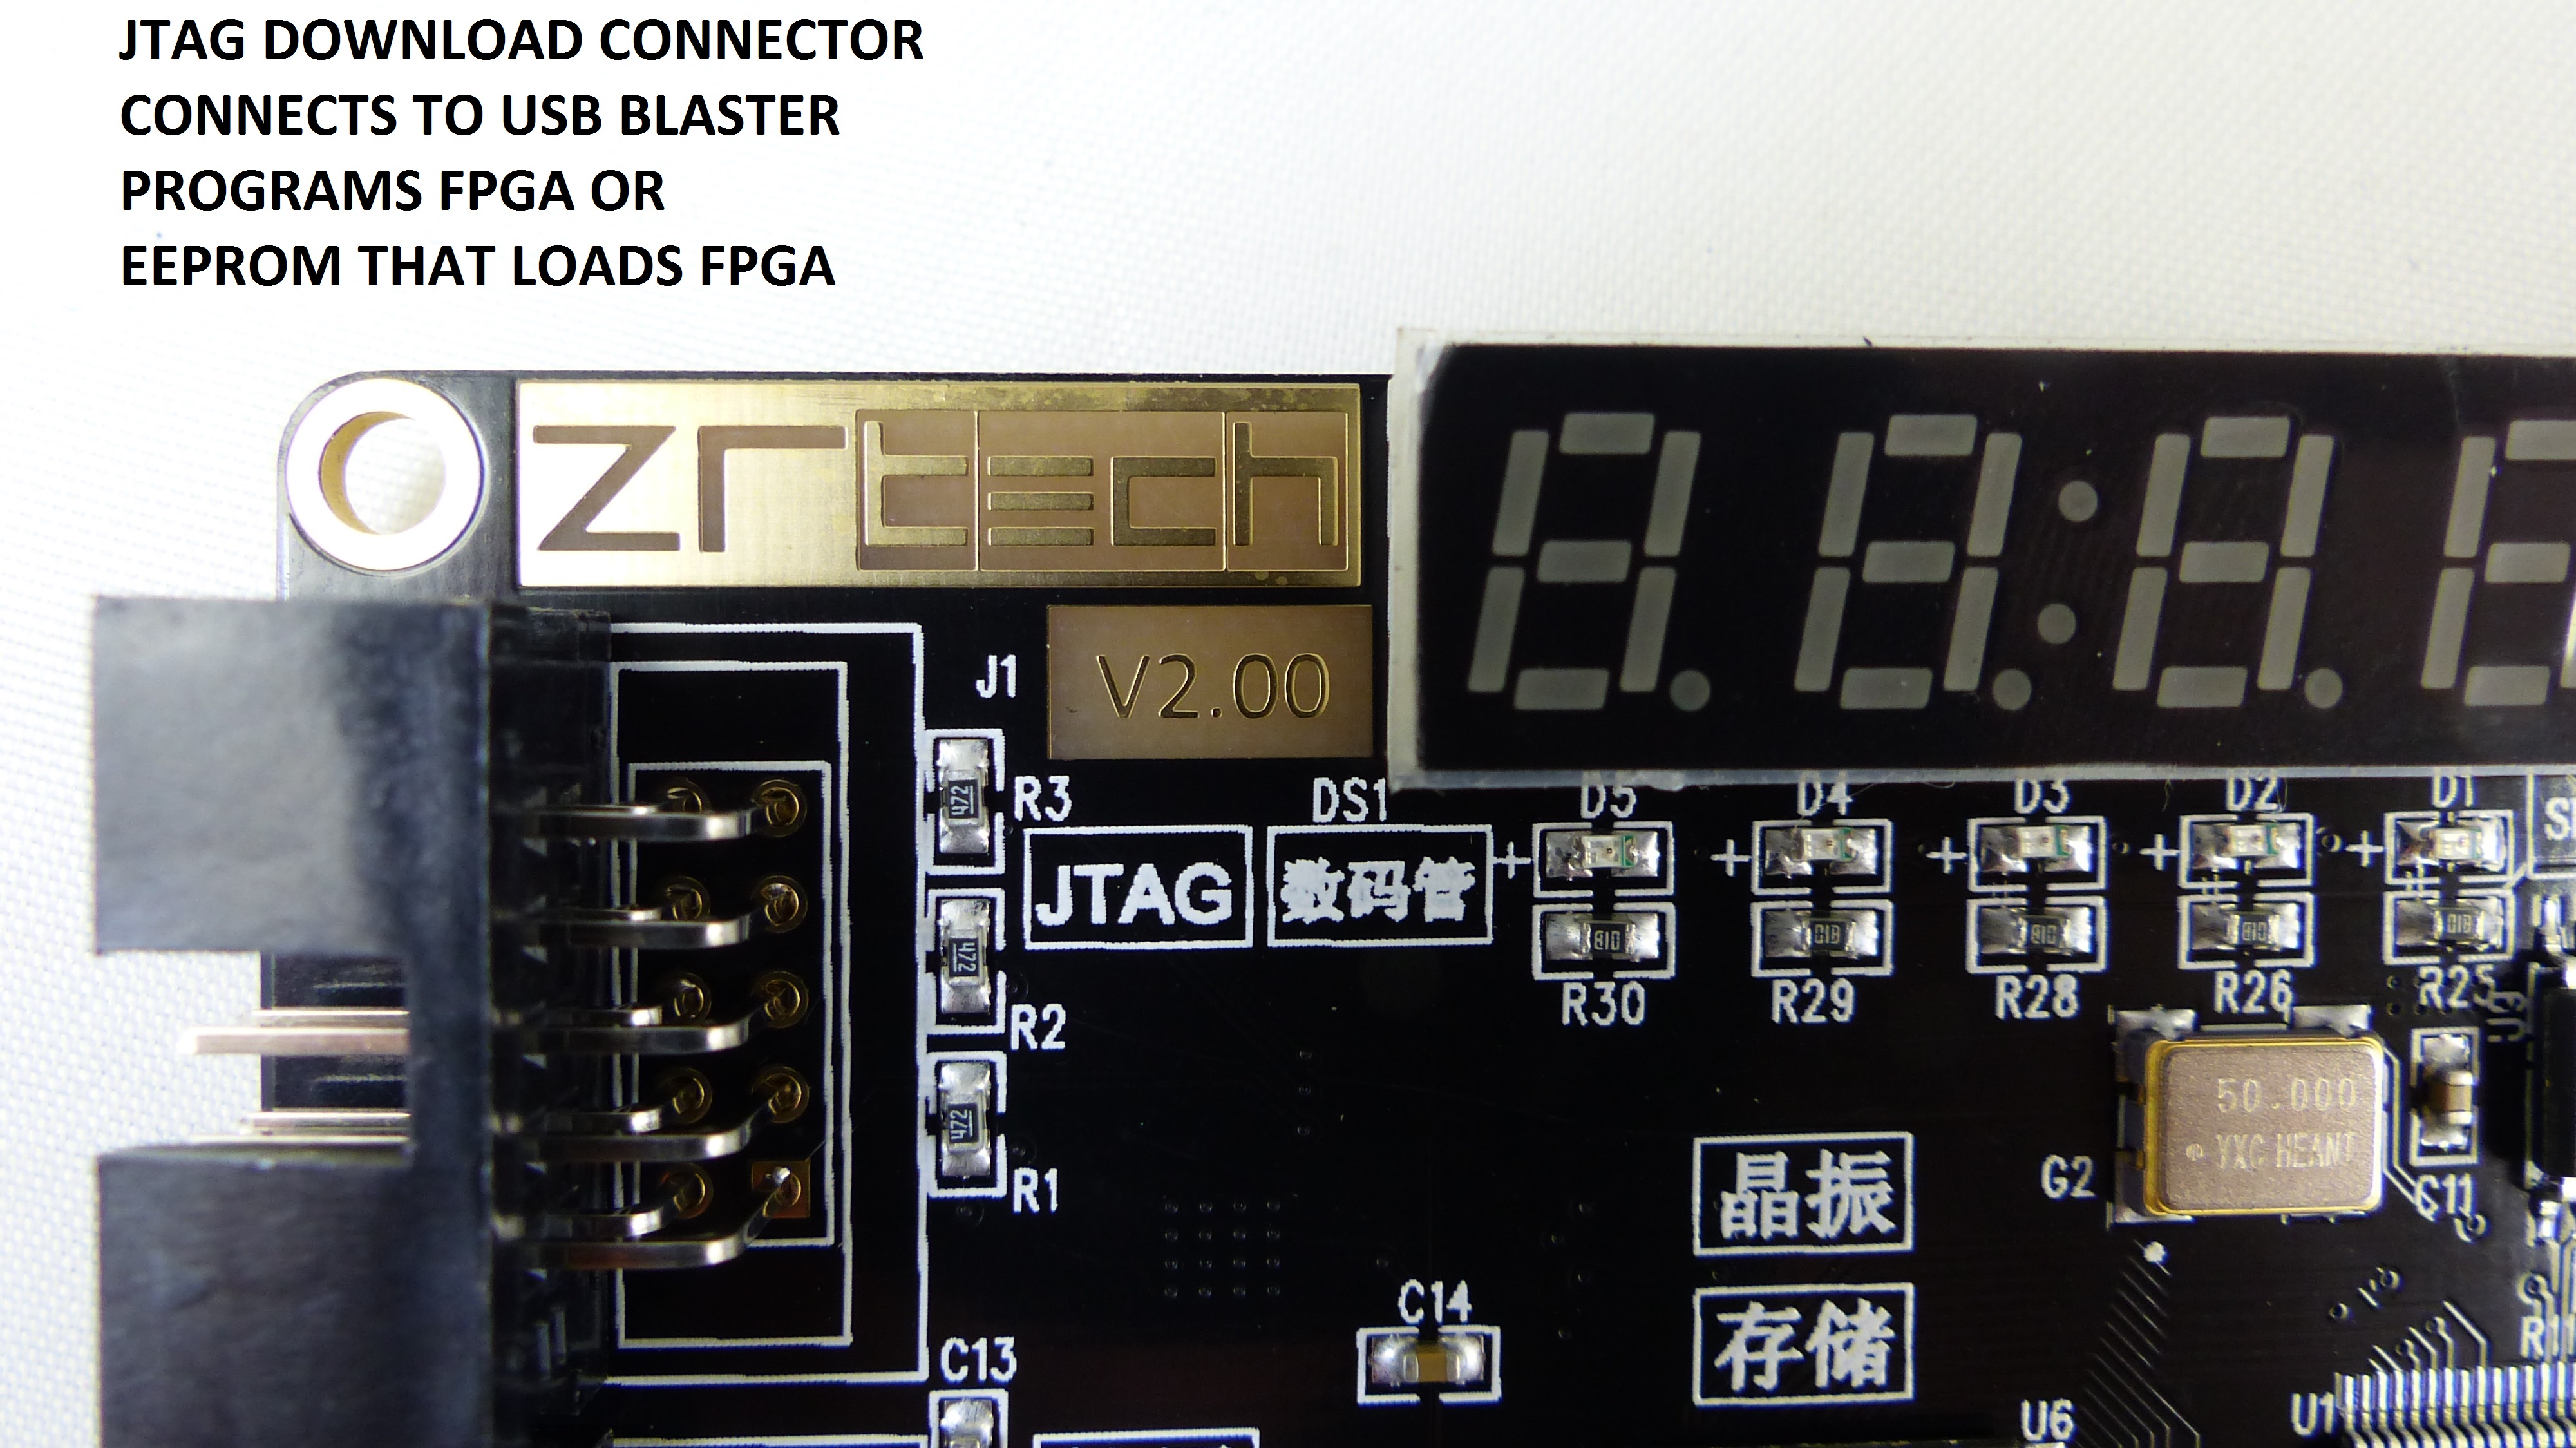 JTAG DOWNLOAD CONNECTOR
CONNECTS TO USB BLASTER
PROGRAMS FPGA OR
EEPROM THAT LOADS FPGA
zrtech
V2.00
J1
R3
472
JTAG
DS1
数码管
D5
D4
D3
D2
D1
+
+
+
+
+
R30
R29
R28
R26
R25
472
R2
472
R1
50.000
YXC HEANT
G2
晶振
存储
C14
C13
U6
U1